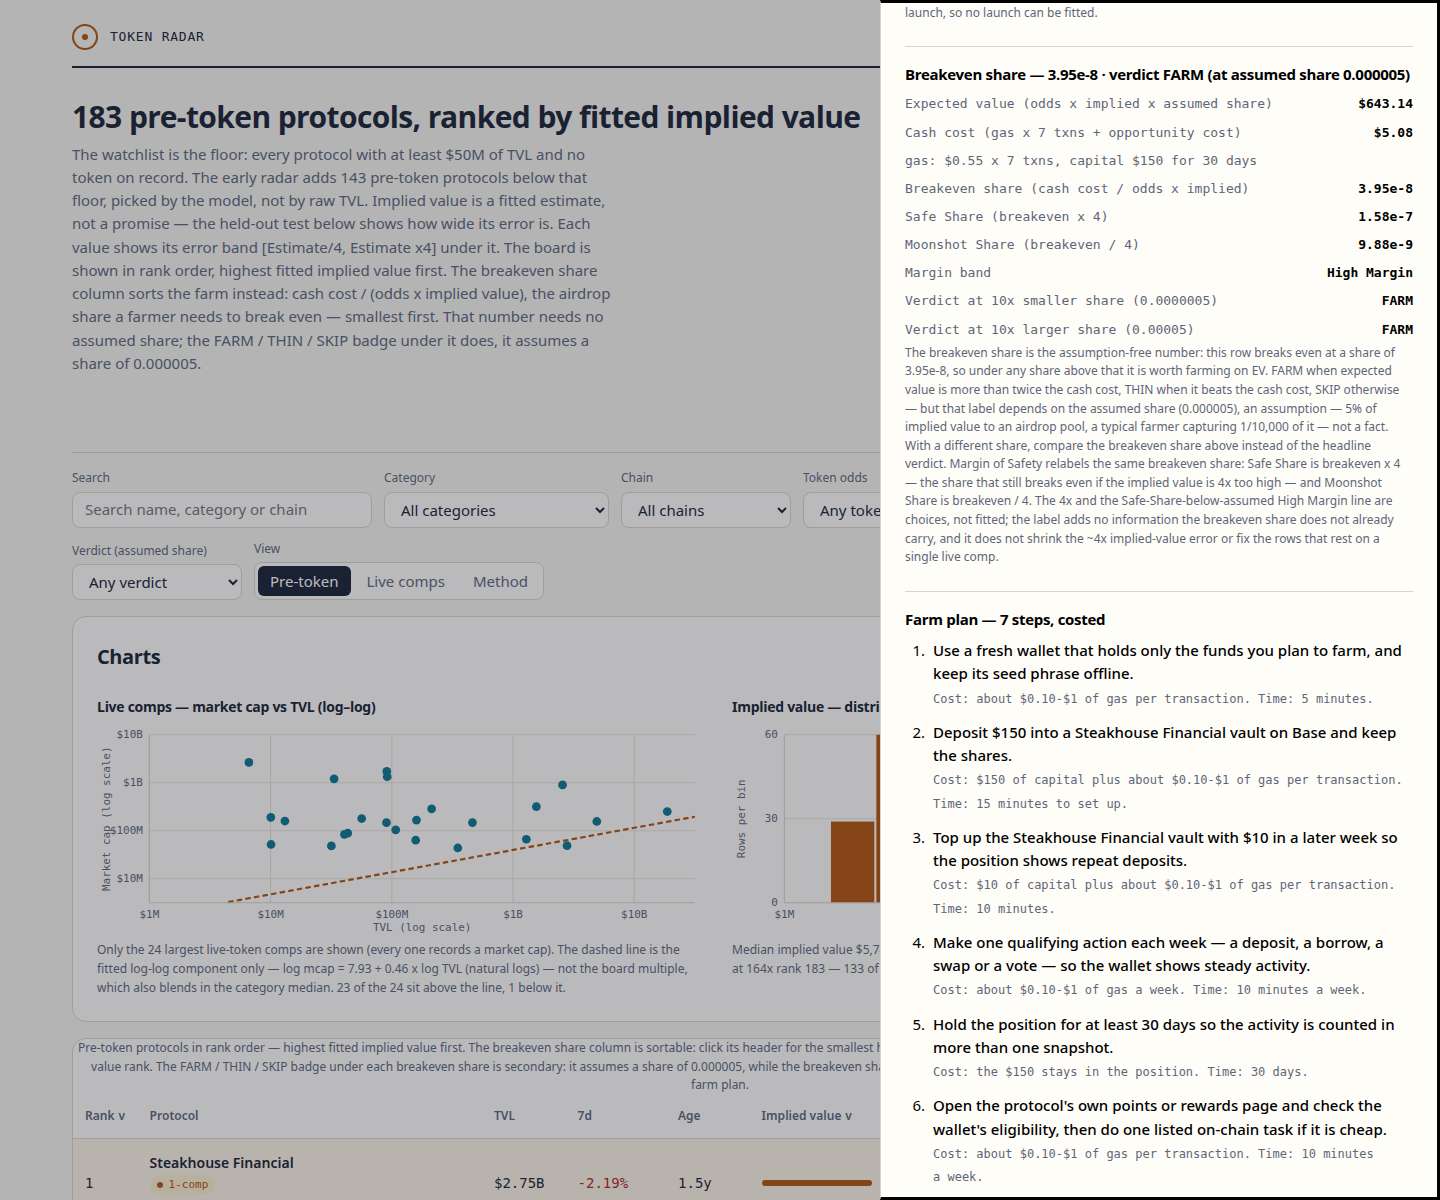 TOKEN RADAR
183 pre-token protocols, ranked by fitted implied value
The watchlist is the floor: every protocol with at least $50M of TVL and no
token on record. The early radar adds 143 pre-token protocols below that
floor, picked by the model, not by raw TVL. Implied value is a fitted estimate,
not a promise — the held-out test below shows how wide its error is. Each
value shows its error band [Estimate/4, Estimate x4] under it. The board is
shown in rank order, highest fitted implied value first. The breakeven share
column sorts the farm instead: cash cost / (odds x implied value), the airdrop
share a farmer needs to break even — smallest first. That number needs no
assumed share; the FARM / THIN / SKIP badge under it does, it assumes a
share of 0.000005.
Search
Category
Chain
Token odds
Search name, category or chain
All categories
All chains
Any toke
Verdict (assumed share)
View
Any verdict
Pre-token
Live comps
Method
Charts
Live comps — market cap vs TVL (log–log)
Market cap (log scale)
$10B
$1B
$100M
$10M
$1M
$10M
$100M
$1B
$10B
TVL (log scale)
Only the 24 largest live-token comps are shown (every one records a market cap). The dashed line is the
fitted log-log component only — log mcap = 7.93 + 0.46 x log TVL (natural logs) — not the board multiple,
which also blends in the category median. 23 of the 24 sit above the line, 1 below it.
Implied value — distri
Rows per bin
60
30
0
$1M
Median implied value $5,7
at 164x rank 183 — 133 of
Pre-token protocols in rank order — highest fitted implied value first. The breakeven share column is sortable: click its header for the smallest h
value rank. The FARM / THIN / SKIP badge under each breakeven share is secondary: it assumes a share of 0.000005, while the breakeven sha
farm plan.
Rank v
Protocol
TVL
7d
Age
Implied value v
1
Steakhouse Financial
1-comp
$2.75B
-2.19%
1.5y
launch, so no launch can be fitted.
Breakeven share — 3.95e-8 · verdict FARM (at assumed share 0.000005)
Expected value (odds x implied x assumed share) $643.14
Cash cost (gas x 7 txns + opportunity cost) $5.08
gas: $0.55 x 7 txns, capital $150 for 30 days
Breakeven share (cash cost / odds x implied) 3.95e-8
Safe Share (breakeven x 4) 1.58e-7
Moonshot Share (breakeven / 4) 9.88e-9
Margin band High Margin
Verdict at 10x smaller share (0.0000005) FARM
Verdict at 10x larger share (0.00005) FARM
The breakeven share is the assumption-free number: this row breaks even at a share of
3.95e-8, so under any share above that it is worth farming on EV. FARM when expected
value is more than twice the cash cost, THIN when it beats the cash cost, SKIP otherwise
— but that label depends on the assumed share (0.000005), an assumption — 5% of
implied value to an airdrop pool, a typical farmer capturing 1/10,000 of it — not a fact.
With a different share, compare the breakeven share above instead of the headline
verdict. Margin of Safety relabels the same breakeven share: Safe Share is breakeven x 4
— the share that still breaks even if the implied value is 4x too high — and Moonshot
Share is breakeven / 4. The 4x and the Safe-Share-below-assumed High Margin line are
choices, not fitted; the label adds no information the breakeven share does not already
carry, and it does not shrink the ~4x implied-value error or fix the rows that rest on a
single live comp.
Farm plan — 7 steps, costed
1. Use a fresh wallet that holds only the funds you plan to farm, and
keep its seed phrase offline.
Cost: about $0.10-$1 of gas per transaction. Time: 5 minutes.
2. Deposit $150 into a Steakhouse Financial vault on Base and keep
the shares.
Cost: $150 of capital plus about $0.10-$1 of gas per transaction.
Time: 15 minutes to set up.
3. Top up the Steakhouse Financial vault with $10 in a later week so
the position shows repeat deposits.
Cost: $10 of capital plus about $0.10-$1 of gas per transaction.
Time: 10 minutes.
4. Make one qualifying action each week — a deposit, a borrow, a
swap or a vote — so the wallet shows steady activity.
Cost: about $0.10-$1 of gas a week. Time: 10 minutes a week.
5. Hold the position for at least 30 days so the activity is counted in
more than one snapshot.
Cost: the $150 stays in the position. Time: 30 days.
6. Open the protocol's own points or rewards page and check the
wallet's eligibility, then do one listed on-chain task if it is cheap.
Cost: about $0.10-$1 of gas per transaction. Time: 10 minutes
a week.